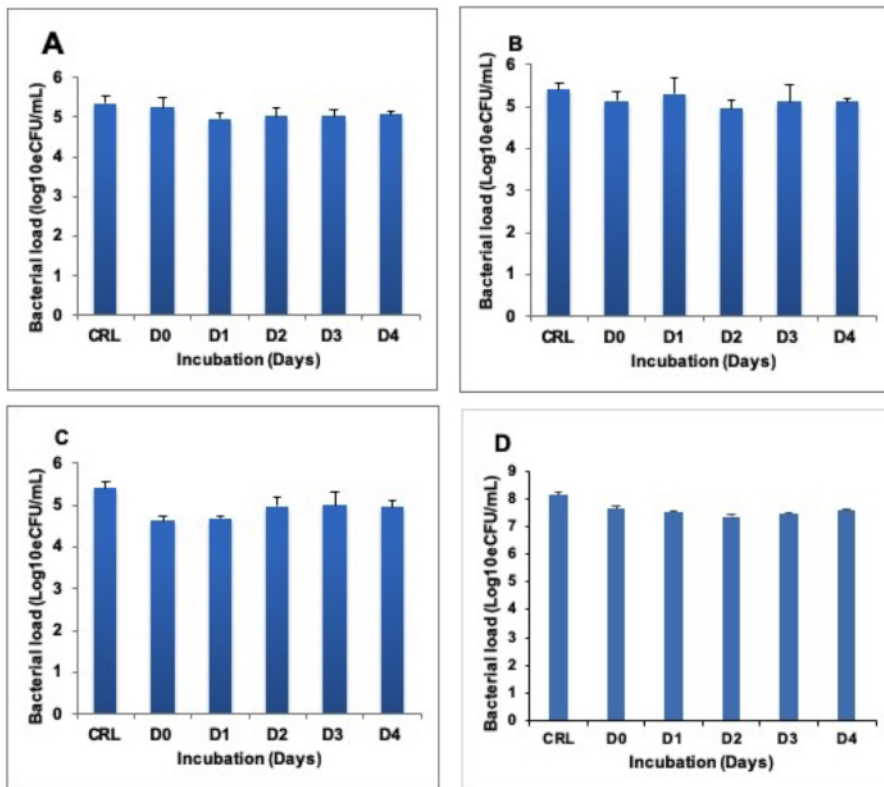 A
Bacterial load (log10eCFU/mL)
6
5
4
3
2
1
0
CRL D0 D1 D2 D3 D4
Incubation (Days)
B
Bacterial load (Log10eCFU/mL)
6
5
4
3
2
1
0
CRL D0 D1 D2 D3 D4
Incubation (Days)
C
Bacterial load (Log10eCFU/mL)
6
5
4
3
2
1
0
CRL D0 D1 D2 D3 D4
Incubation (Days)
D
Bacterial load (Log10eCFU/mL)
9
8
7
6
5
4
3
2
1
0
CRL D0 D1 D2 D3 D4
Incubation (Days)